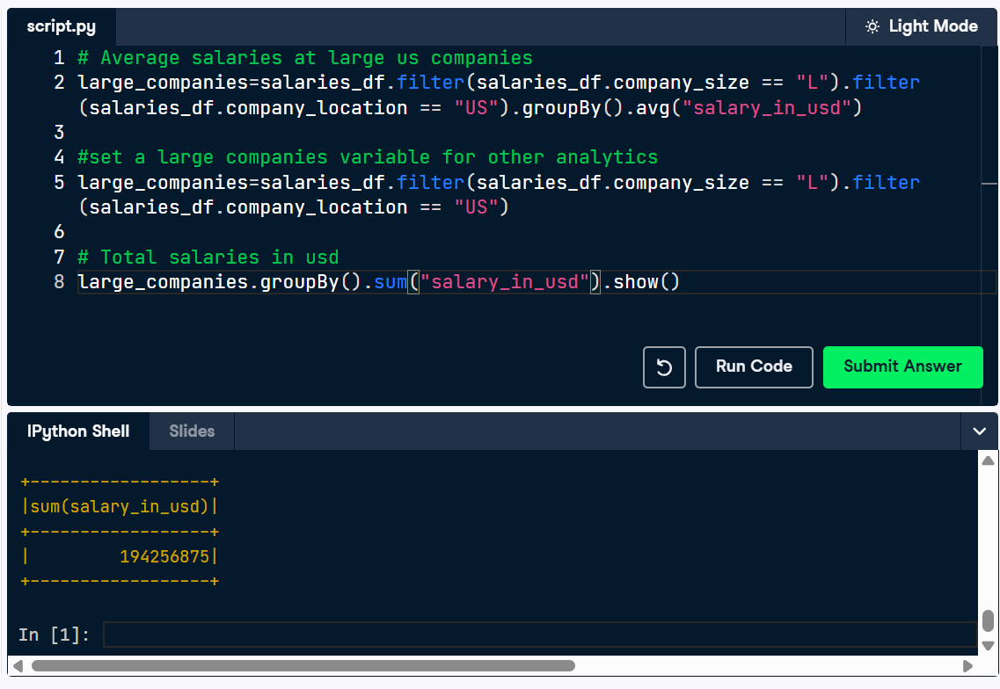 script.py
Light Mode
1 # Average salaries at large us companies
2 large_companies=salaries_df.filter(salaries_df.company_size == "L").filter
(salaries_df.company_location == "US").groupBy().avg("salary_in_usd")
3
4 #set a large companies variable for other analytics
5 large_companies=salaries_df.filter(salaries_df.company_size == "L").filter
(salaries_df.company_location == "US")
6
7 # Total salaries in usd
8 large_companies.groupBy().sum("salary_in_usd").show()
Run Code
Submit Answer
IPython Shell
Slides
+------------------+
|sum(salary_in_usd)|
+------------------+
|         194256875|
+------------------+
In [1]: